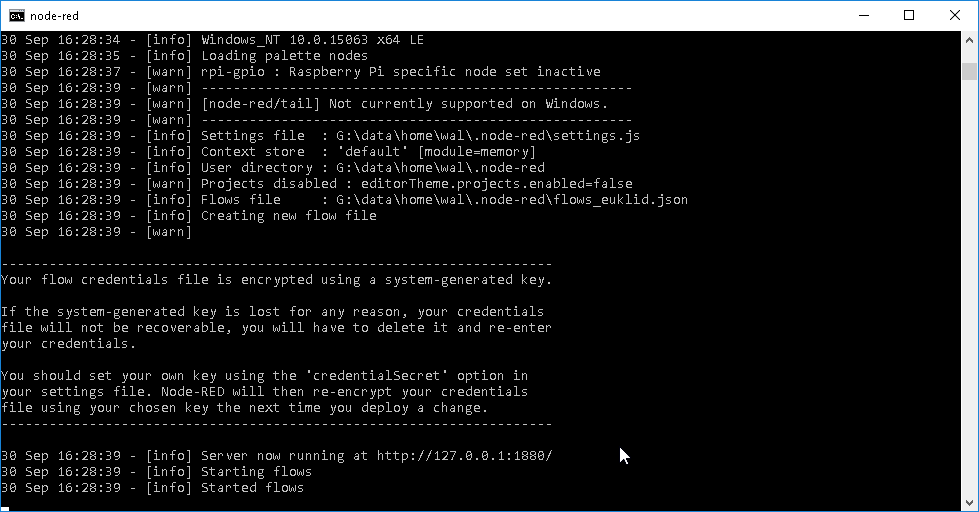 node-red
30 Sep 16:28:34 - [info] Windows_NT 10.0.15063 x64 LE
30 Sep 16:28:35 - [info] Loading palette nodes
30 Sep 16:28:37 - [warn] rpi-gpio : Raspberry Pi specific node set inactive
30 Sep 16:28:39 - [warn] ------------------------------------------------------
30 Sep 16:28:39 - [warn] [node-red/tail] Not currently supported on Windows.
30 Sep 16:28:39 - [warn] ------------------------------------------------------
30 Sep 16:28:39 - [info] Settings file  : G:\data\home\wal\.node-red\settings.js
30 Sep 16:28:39 - [info] Context store  : 'default' [module=memory]
30 Sep 16:28:39 - [info] User directory : G:\data\home\wal\.node-red
30 Sep 16:28:39 - [warn] Projects disabled : editorTheme.projects.enabled=false
30 Sep 16:28:39 - [info] Flows file     : G:\data\home\wal\.node-red\flows_euklid.json
30 Sep 16:28:39 - [info] Creating new flow file
30 Sep 16:28:39 - [warn]
---------------------------------------------------------------------
Your flow credentials file is encrypted using a system-generated key.
If the system-generated key is lost for any reason, your credentials
file will not be recoverable, you will have to delete it and re-enter
your credentials.
You should set your own key using the 'credentialSecret' option in
your settings file. Node-RED will then re-encrypt your credentials
file using your chosen key the next time you deploy a change.
---------------------------------------------------------------------
30 Sep 16:28:39 - [info] Server now running at http://127.0.0.1:1880/
30 Sep 16:28:39 - [info] Starting flows
30 Sep 16:28:39 - [info] Started flows